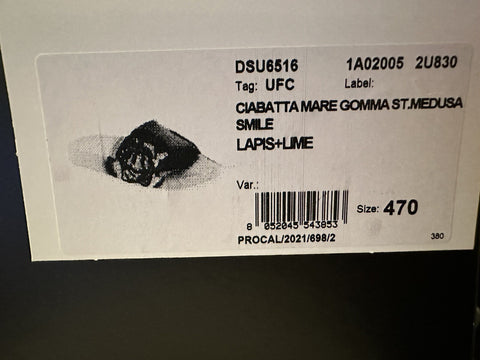 DSU6516 1A02005 2U830
Tag: UFC Label:
CIABATTA MARE GOMMA ST.MEDUSA
SMILE
LAPIS+LIME
Var.:
8 052045 543853
Size: 470
PROCAL/2021/698/2
380